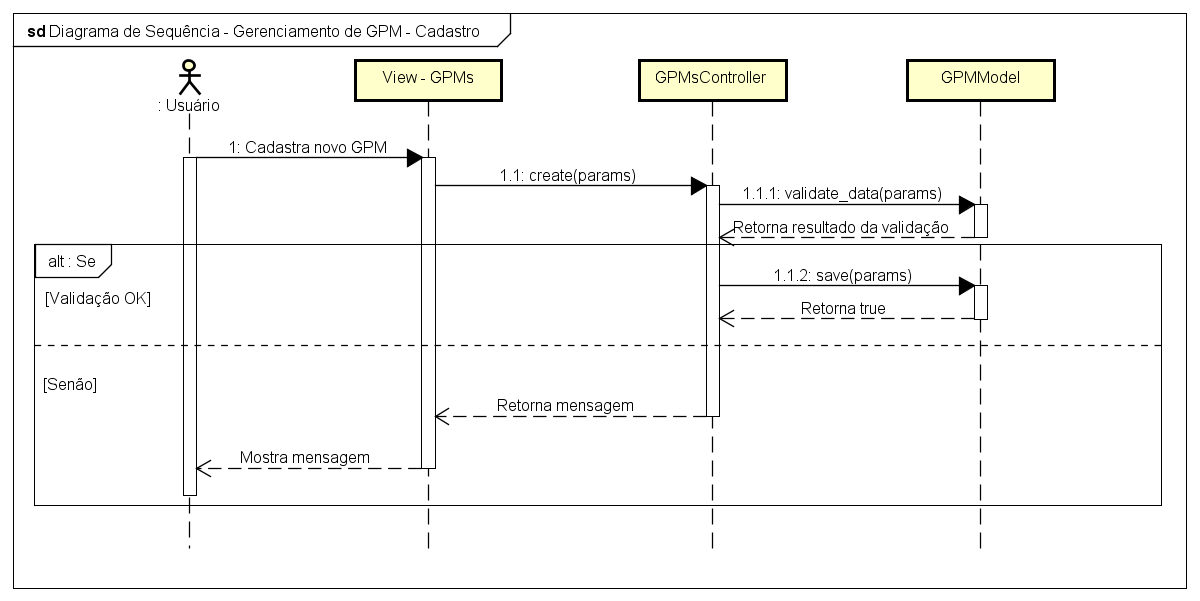 sd Diagrama de Sequência - Gerenciamento de GPM - Cadastro
: Usuário
View - GPMs
GPMsController
GPMModel
1: Cadastra novo GPM
1.1: create(params)
1.1.1: validate_data(params)
Retorna resultado da validação
alt : Se
[Validação OK]
1.1.2: save(params)
Retorna true
[Senão]
Retorna mensagem
Mostra mensagem